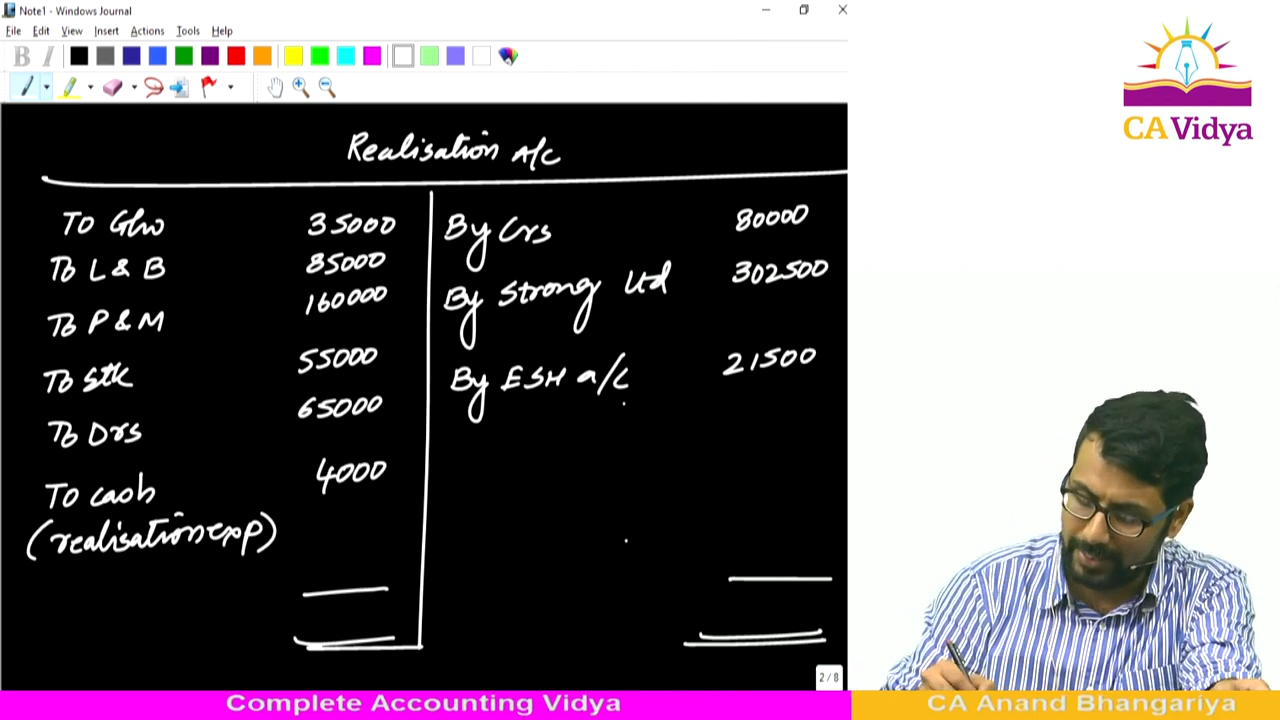 Note1 - Windows Journal
File Edit View Insert Actions Tools Help
B I
CA Vidya
Realisation A/c
To G/w 35000 By Crs 80000
To L & B 85000 By Strong Ltd 302500
To P & M 160000 By ESH a/c 21500
To Stk 55000
To Drs 65000
To cash 4000
(realisation exp)
2 / 8
Complete Accounting Vidya CA Anand Bhangariya